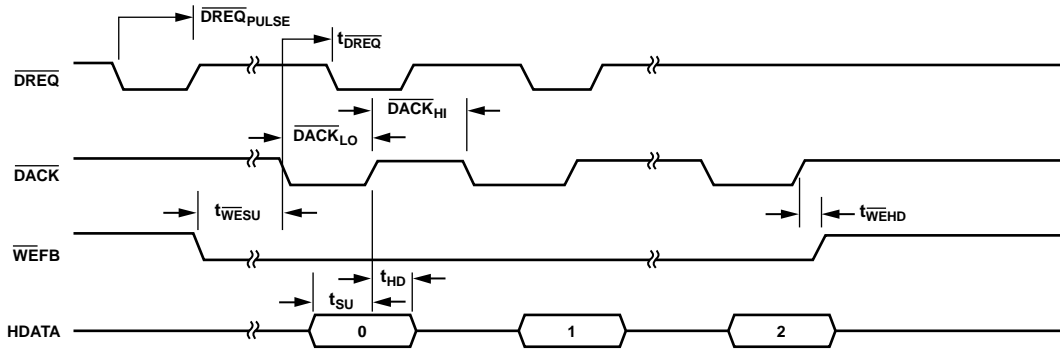 DREQPULSE
tDREQ
DREQ
DACKHI
DACKLO
DACK
tWESU
tWEHD
WEFB
tHD
tSU
HDATA 0 1 2